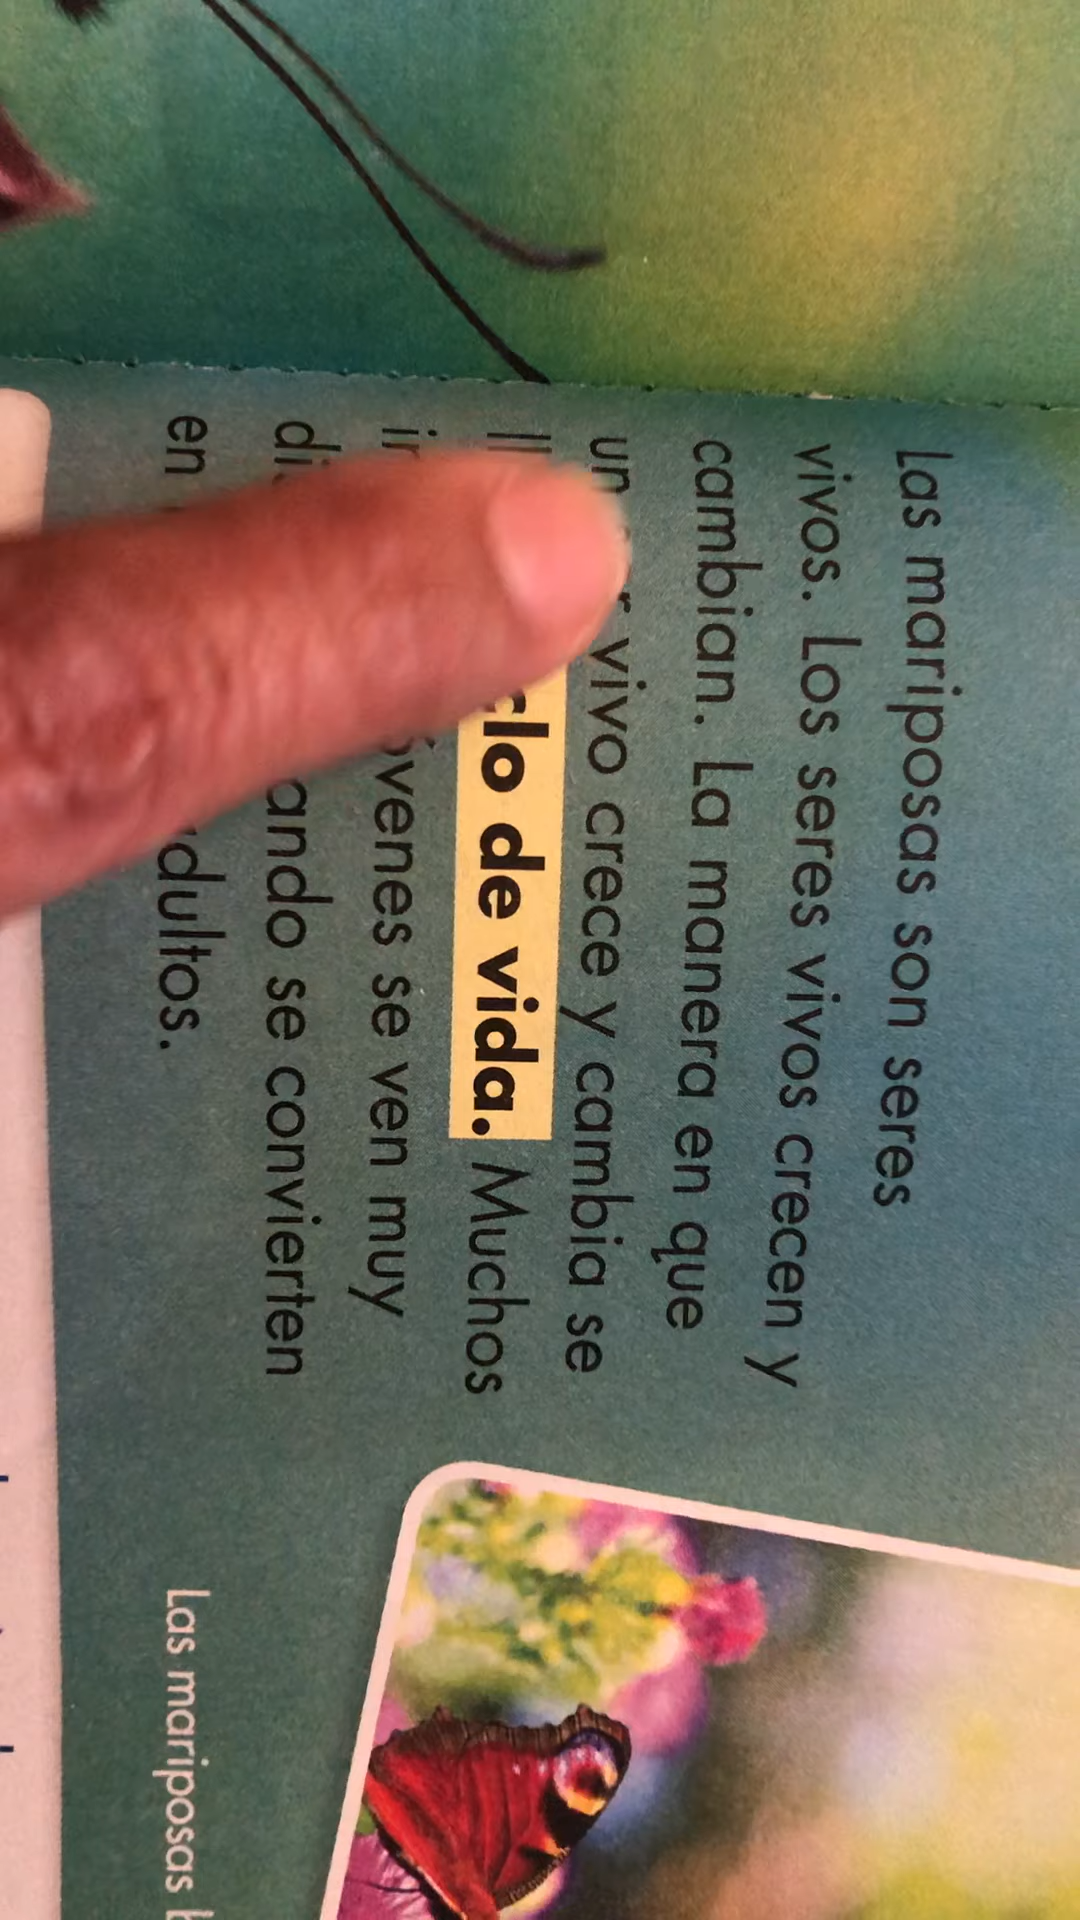 Las mariposas son seres
vivos. Los seres vivos crecen y
cambian. La manera en que
vivo crece y cambia se
clo de vida. Muchos
venes se ven muy
ando se convierten
en dultos.
Las mariposas